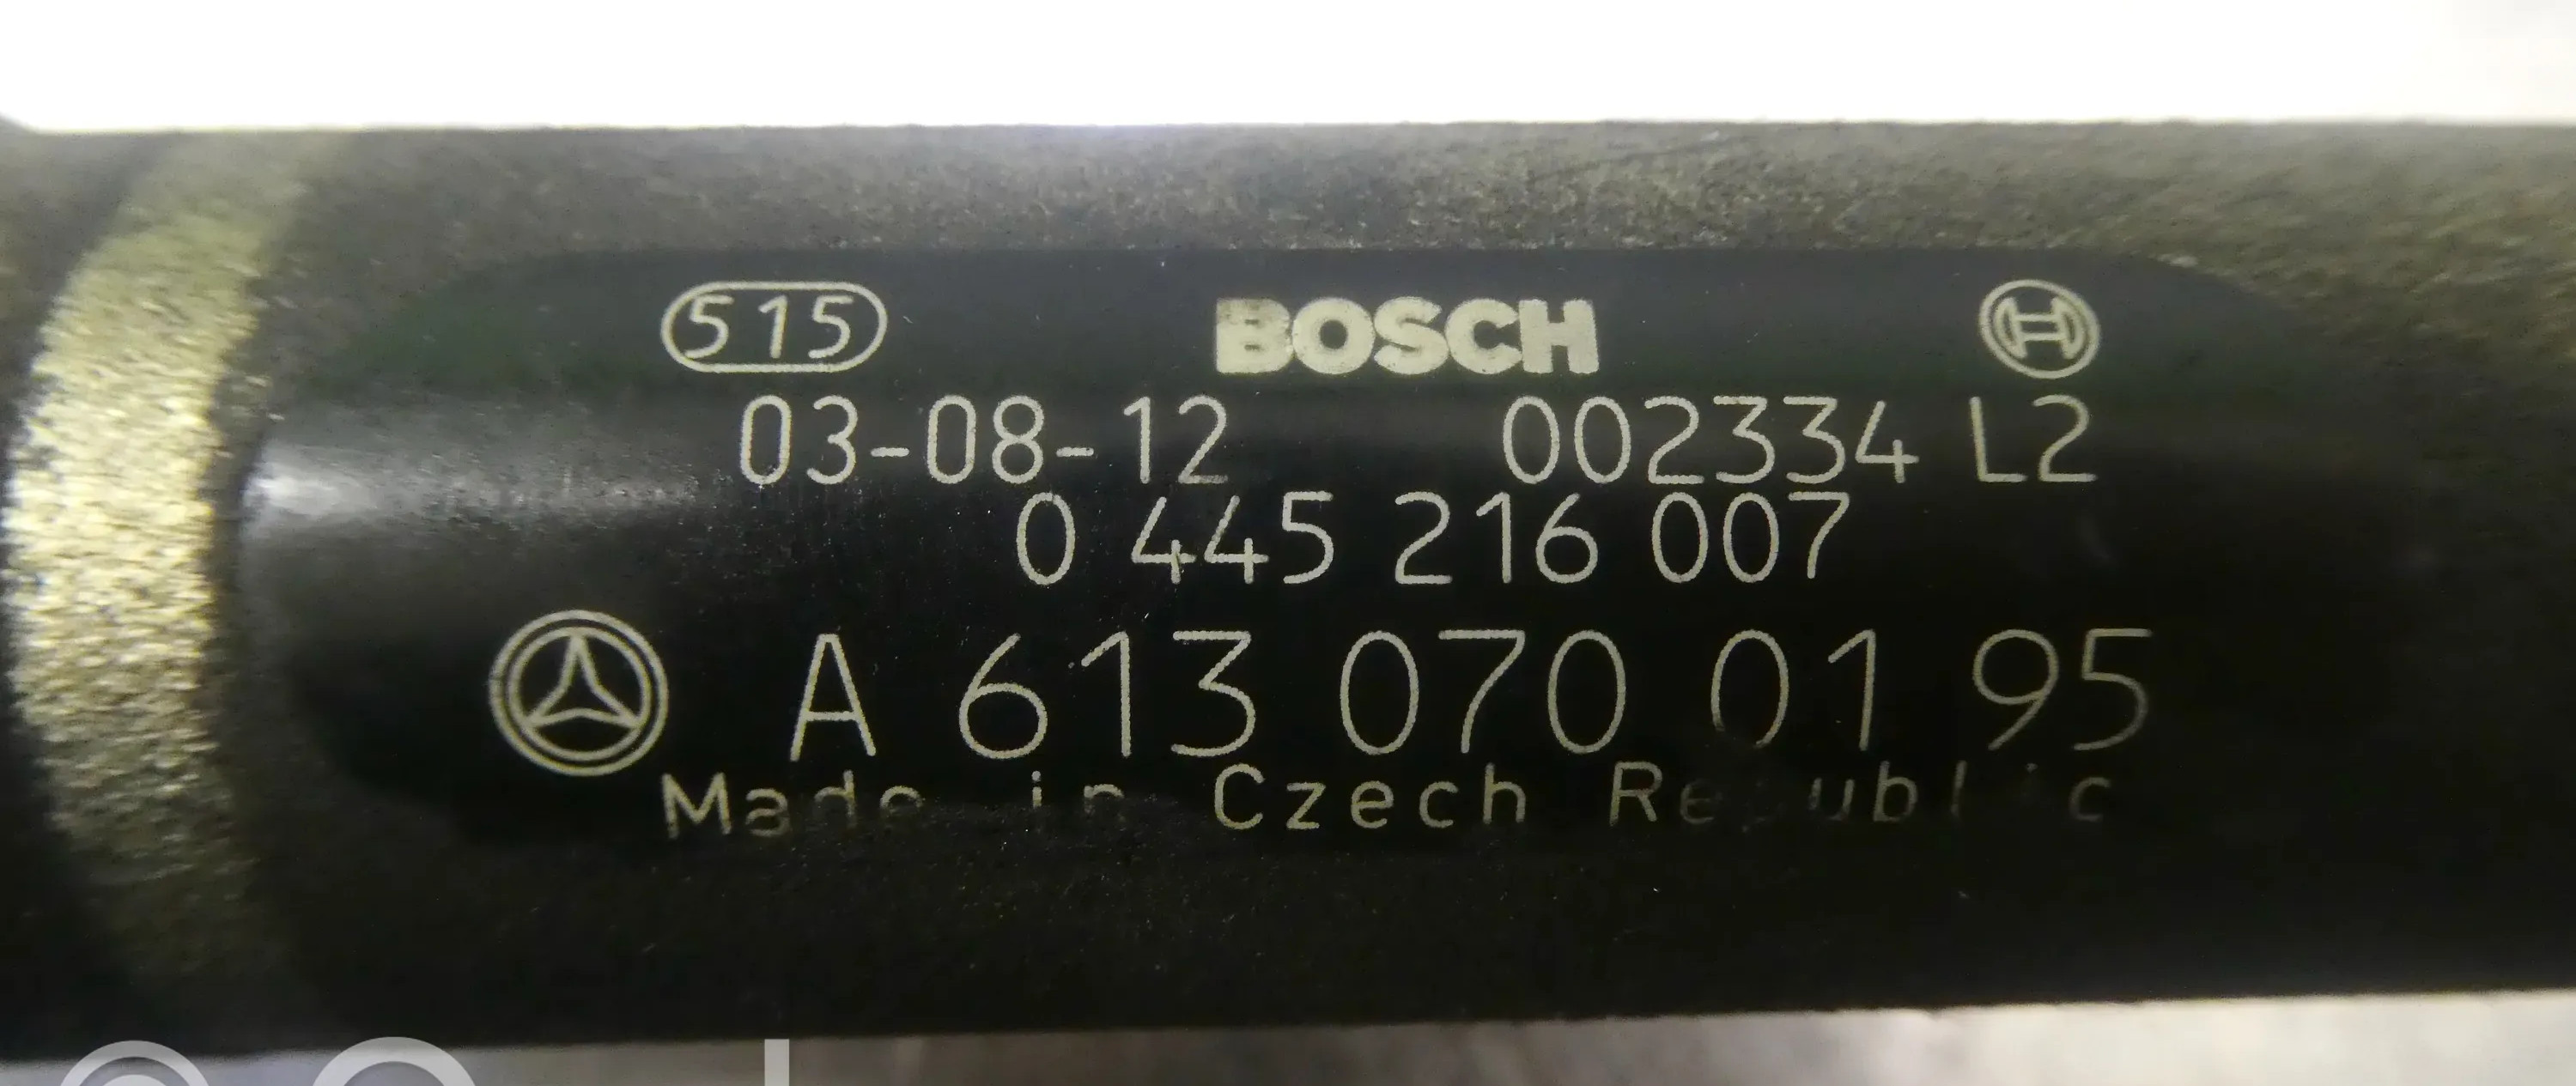 515 BOSCH
03-08-12 002334 L2
0 445 216 007
A 613 070 01 95
Made in Czech Republic